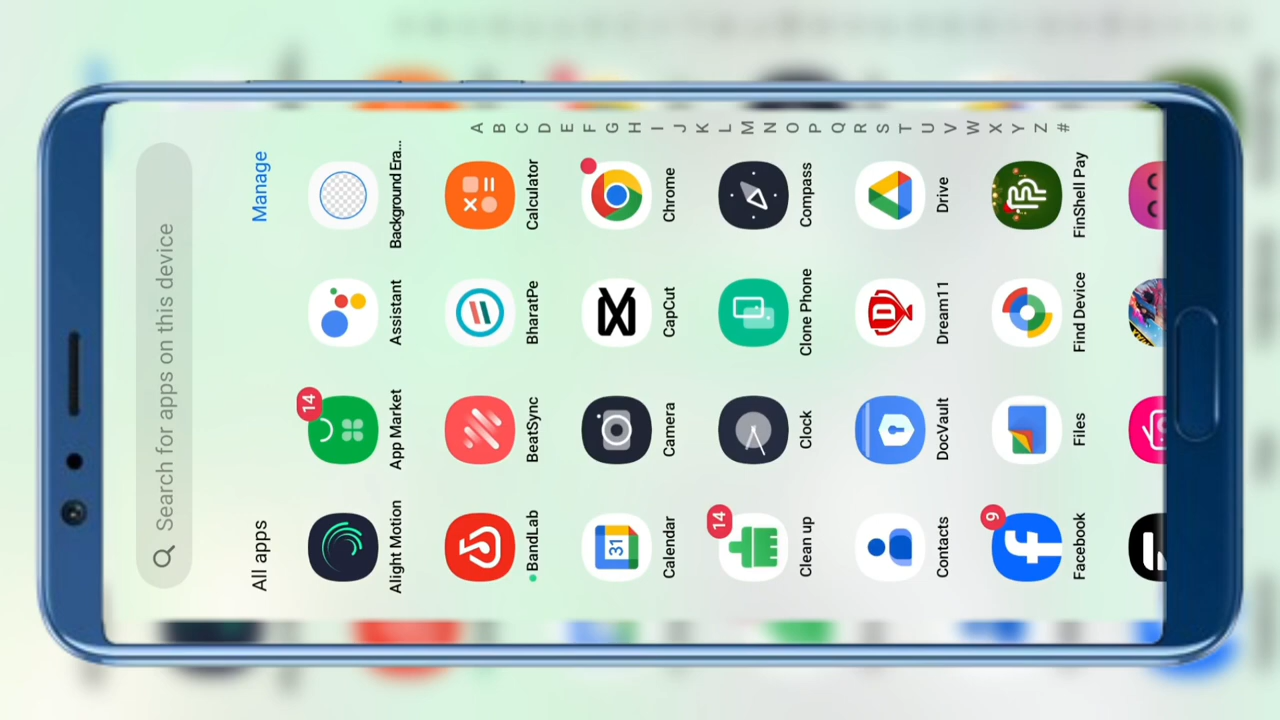 Search for apps on this device
All apps
Manage
14
Alight Motion
App Market
Assistant
Background Era...
BandLab
BeatSync
BharatPe
Calculator
31
Calendar
Camera
CapCut
Chrome
14
Clean up
Clock
Clone Phone
Compass
Contacts
DocVault
D
Dream11
Drive
9
f
Facebook
Files
Find Device
FinShell Pay
A
B
C
D
E
F
G
H
I
J
K
L
M
N
O
P
Q
R
S
T
U
V
W
X
Y
Z
#